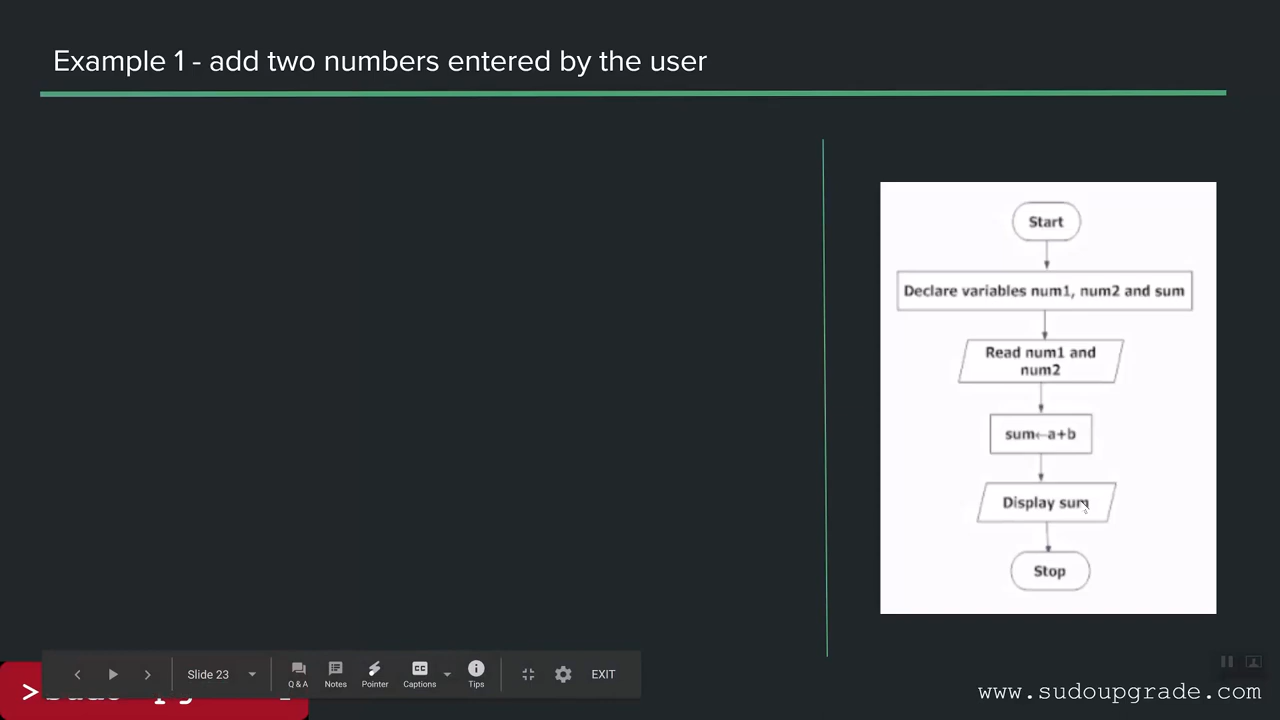 Example 1 - add two numbers entered by the user
Start
Declare variables num1, num2 and sum
Read num1 and
num2
sum←a+b
Display sum
Stop
Slide 23
Q & A
Notes
Pointer
CC
Captions
Tips
EXIT
>
www.sudoupgrade.com